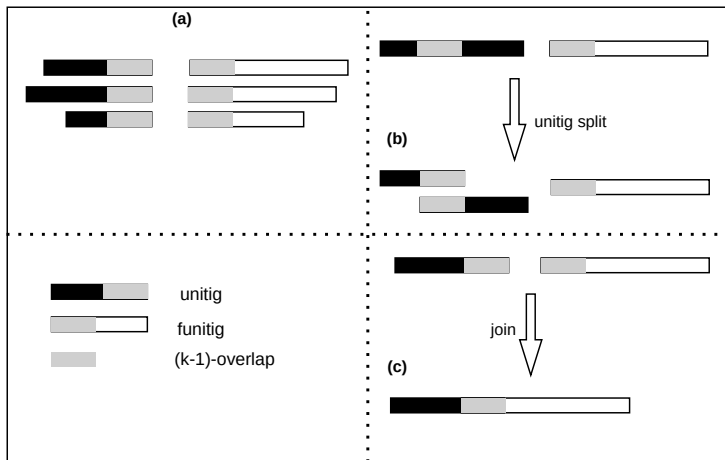 (a)
unitig split
(b)
unitig
funitig
(k-1)-overlap
join
(c)